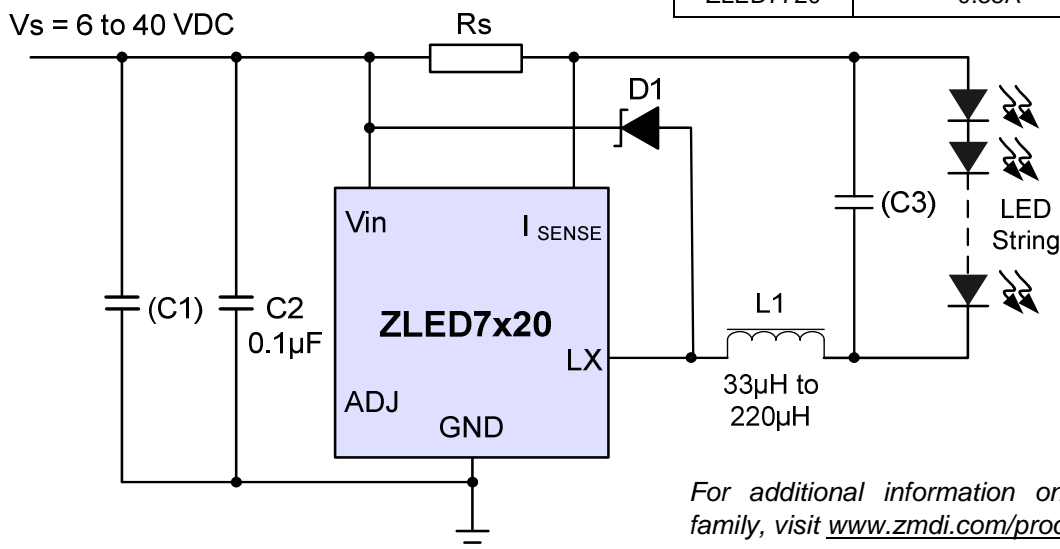 Vs = 6 to 40 VDC
Rs
D1
Vin
I SENSE
(C3)
LED
String
(C1)
C2
0.1µF
ZLED7x20
L1
LX
33µH to
220µH
ADJ
GND
For additional information on
family, visit www.zmdi.com/